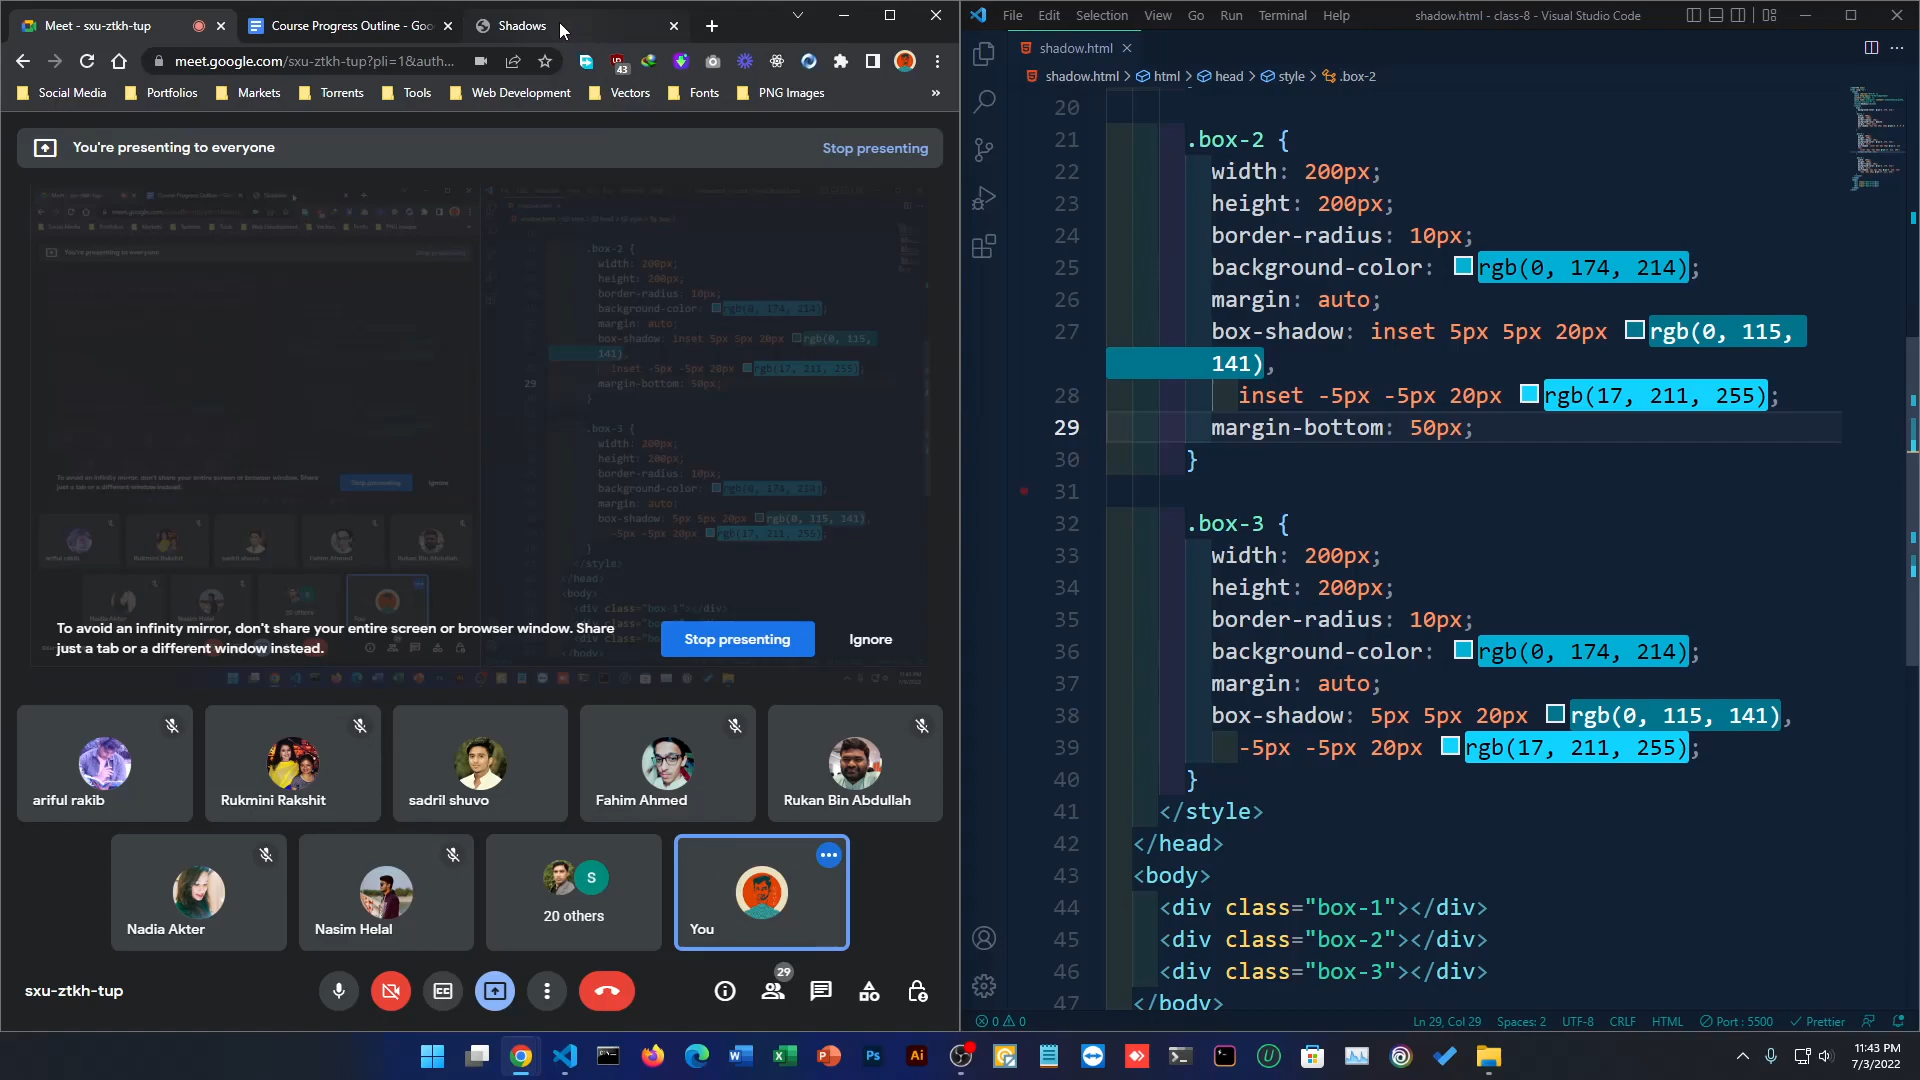 Meet - sxu-ztkh-tup
Course Progress Outline - Goo
Shadows
meet.google.com/sxu-ztkh-tup?pli=1&auth...
43
Social Media
Portfolios
Markets
Torrents
Tools
Web Development
Vectors
Fonts
PNG Images
»
You're presenting to everyone
Stop presenting
To avoid an infinity mirror, don't share your entire screen or browser window. Share
just a tab or a different window instead.
Stop presenting
Ignore
ariful rakib
Rukmini Rakshit
sadril shuvo
Fahim Ahmed
Rukan Bin Abdullah
Nadia Akter
Nasim Helal
S
20 others
You
sxu-ztkh-tup
29
File Edit Selection View Go Run Terminal Help
shadow.html - class-8 - Visual Studio Code
shadow.html
shadow.html > html > head > style > .box-2
20
21 .box-2 {
22 width: 200px;
23 height: 200px;
24 border-radius: 10px;
25 background-color: rgb(0, 174, 214);
26 margin: auto;
27 box-shadow: inset 5px 5px 20px rgb(0, 115,
141),
28 inset -5px -5px 20px rgb(17, 211, 255);
29 margin-bottom: 50px;
30 }
31
32 .box-3 {
33 width: 200px;
34 height: 200px;
35 border-radius: 10px;
36 background-color: rgb(0, 174, 214);
37 margin: auto;
38 box-shadow: 5px 5px 20px rgb(0, 115, 141),
39 -5px -5px 20px rgb(17, 211, 255);
40 }
41 </style>
42 </head>
43 <body>
44 <div class="box-1"></div>
45 <div class="box-2"></div>
46 <div class="box-3"></div>
47 </body>
0 0
Ln 29, Col 29
Spaces: 2
UTF-8
CRLF
HTML
Port : 5500
Prettier
11:43 PM
7/3/2022